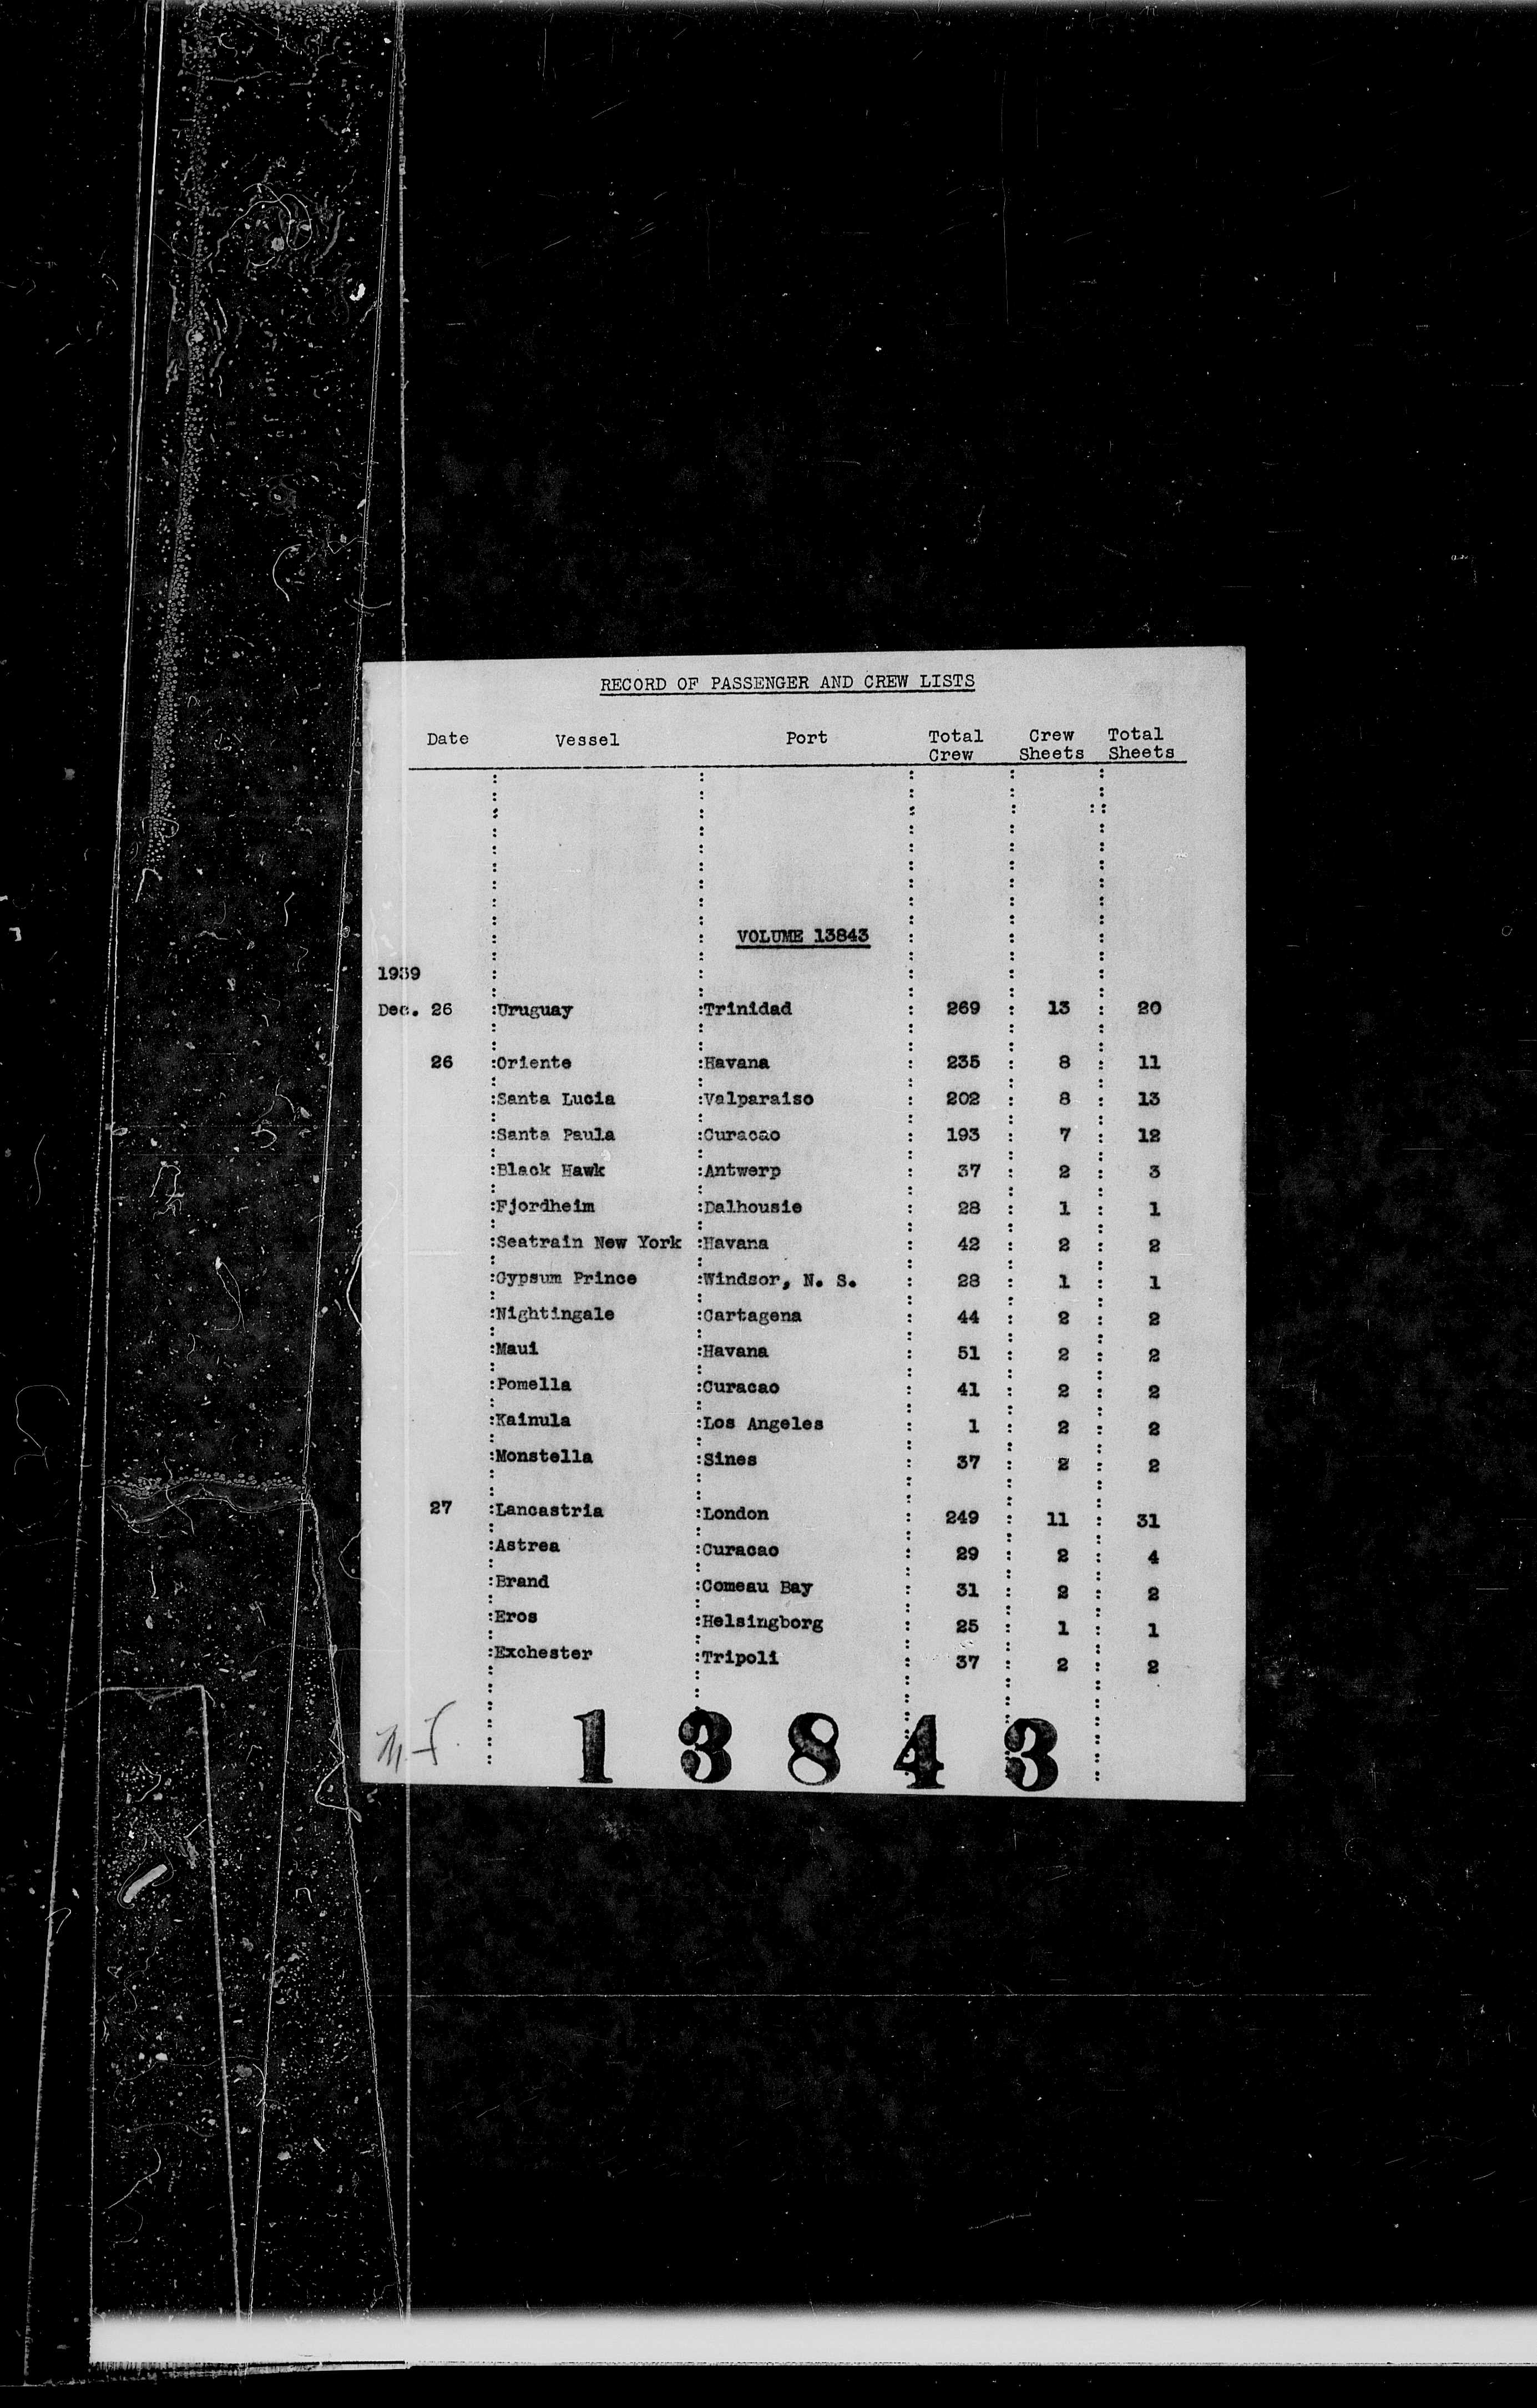 RECORD OF PASSENGER AND CREW LISTS
Date Vessel Port Total Crew Crew Sheets Total Sheets
VOLUME 13843
1939
Dec. 26 :Uruguay :Trinidad : 269 : 13 : 20
26 :Oriente :Havana : 235 : 8 : 11
:Santa Lucia :Valparaiso : 202 : 8 : 13
:Santa Paula :Curacao : 193 : 7 : 12
:Black Hawk :Antwerp : 37 : 2 : 3
:Fjordheim :Dalhousie : 28 : 1 : 1
:Seatrain New York :Havana : 42 : 2 : 2
:Gypsum Prince :Windsor, N. S. : 28 : 1 : 1
:Nightingale :Cartagena : 44 : 2 : 2
:Maui :Havana : 51 : 2 : 2
:Pomella :Curacao : 41 : 2 : 2
:Kainula :Los Angeles : 1 : 2 : 2
:Monstella :Sines : 37 : 2 : 2
27 :Lancastria :London : 249 : 11 : 31
:Astrea :Curacao : 29 : 2 : 4
:Brand :Comeau Bay : 31 : 2 : 2
:Eros :Helsingborg : 25 : 1 : 1
:Exchester :Tripoli : 37 : 2 : 2
13843